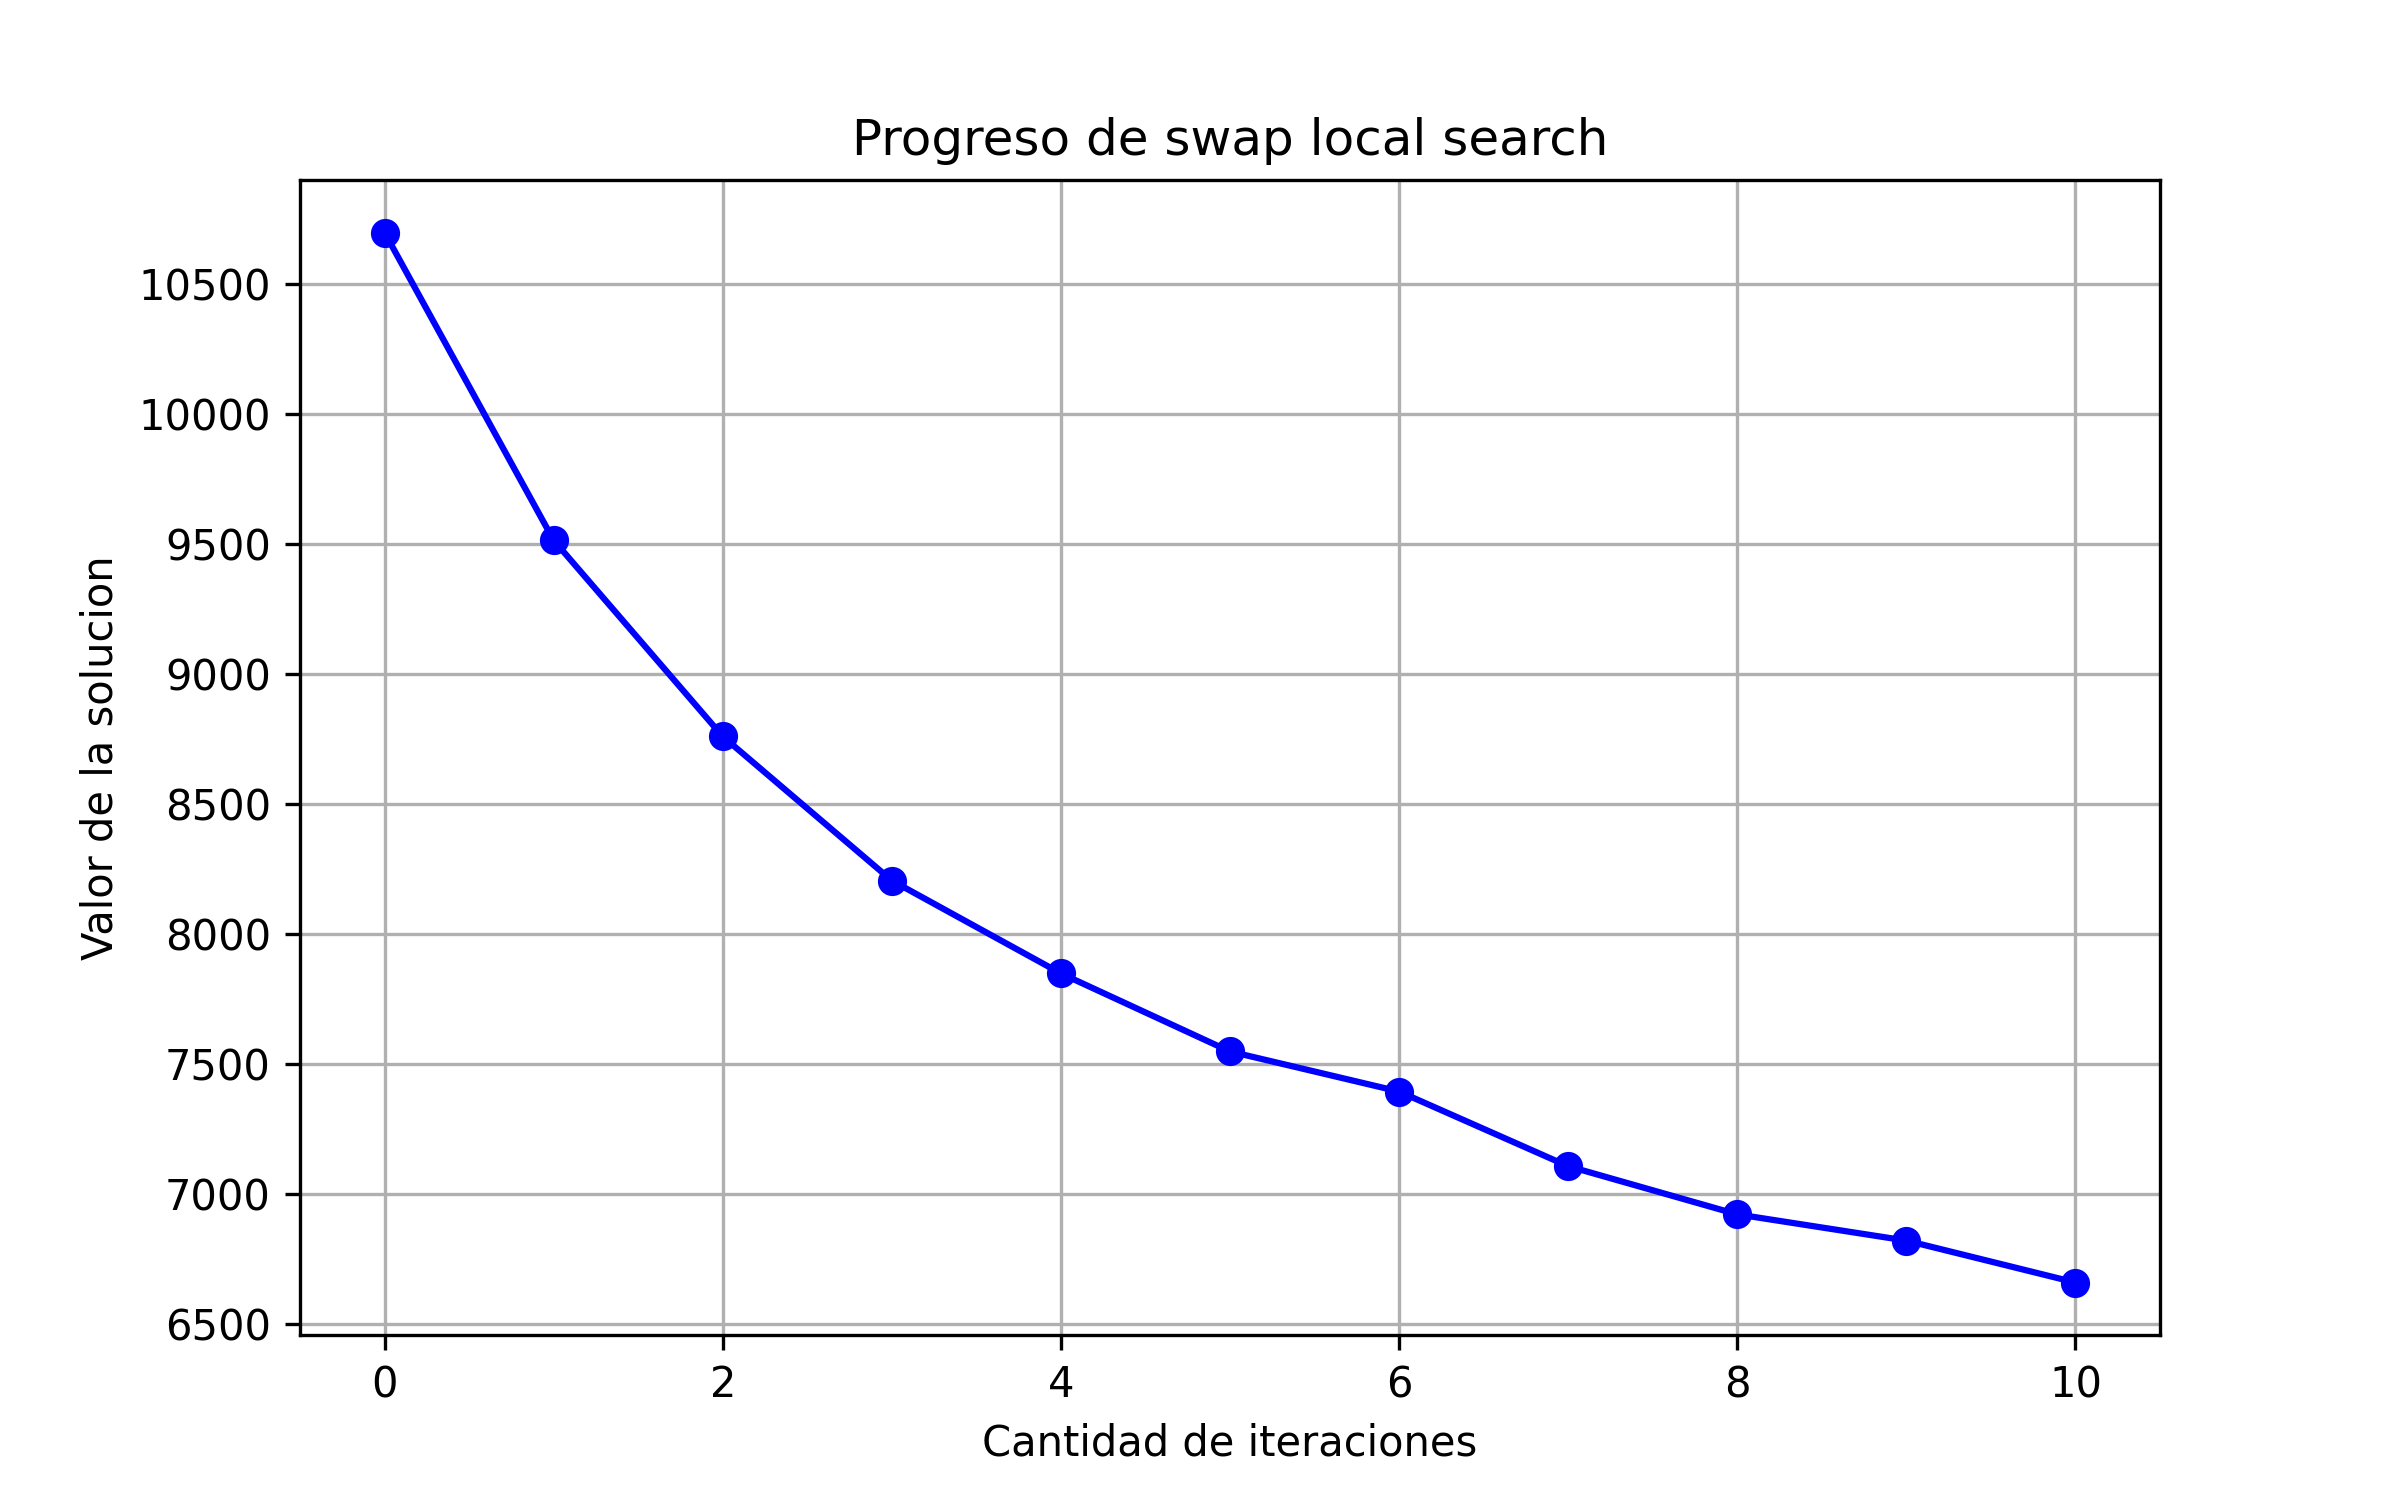 Progreso de swap local search
Valor de la solucion
10500
10000
9500
9000
8500
8000
7500
7000
6500
0 2 4 6 8 10
Cantidad de iteraciones